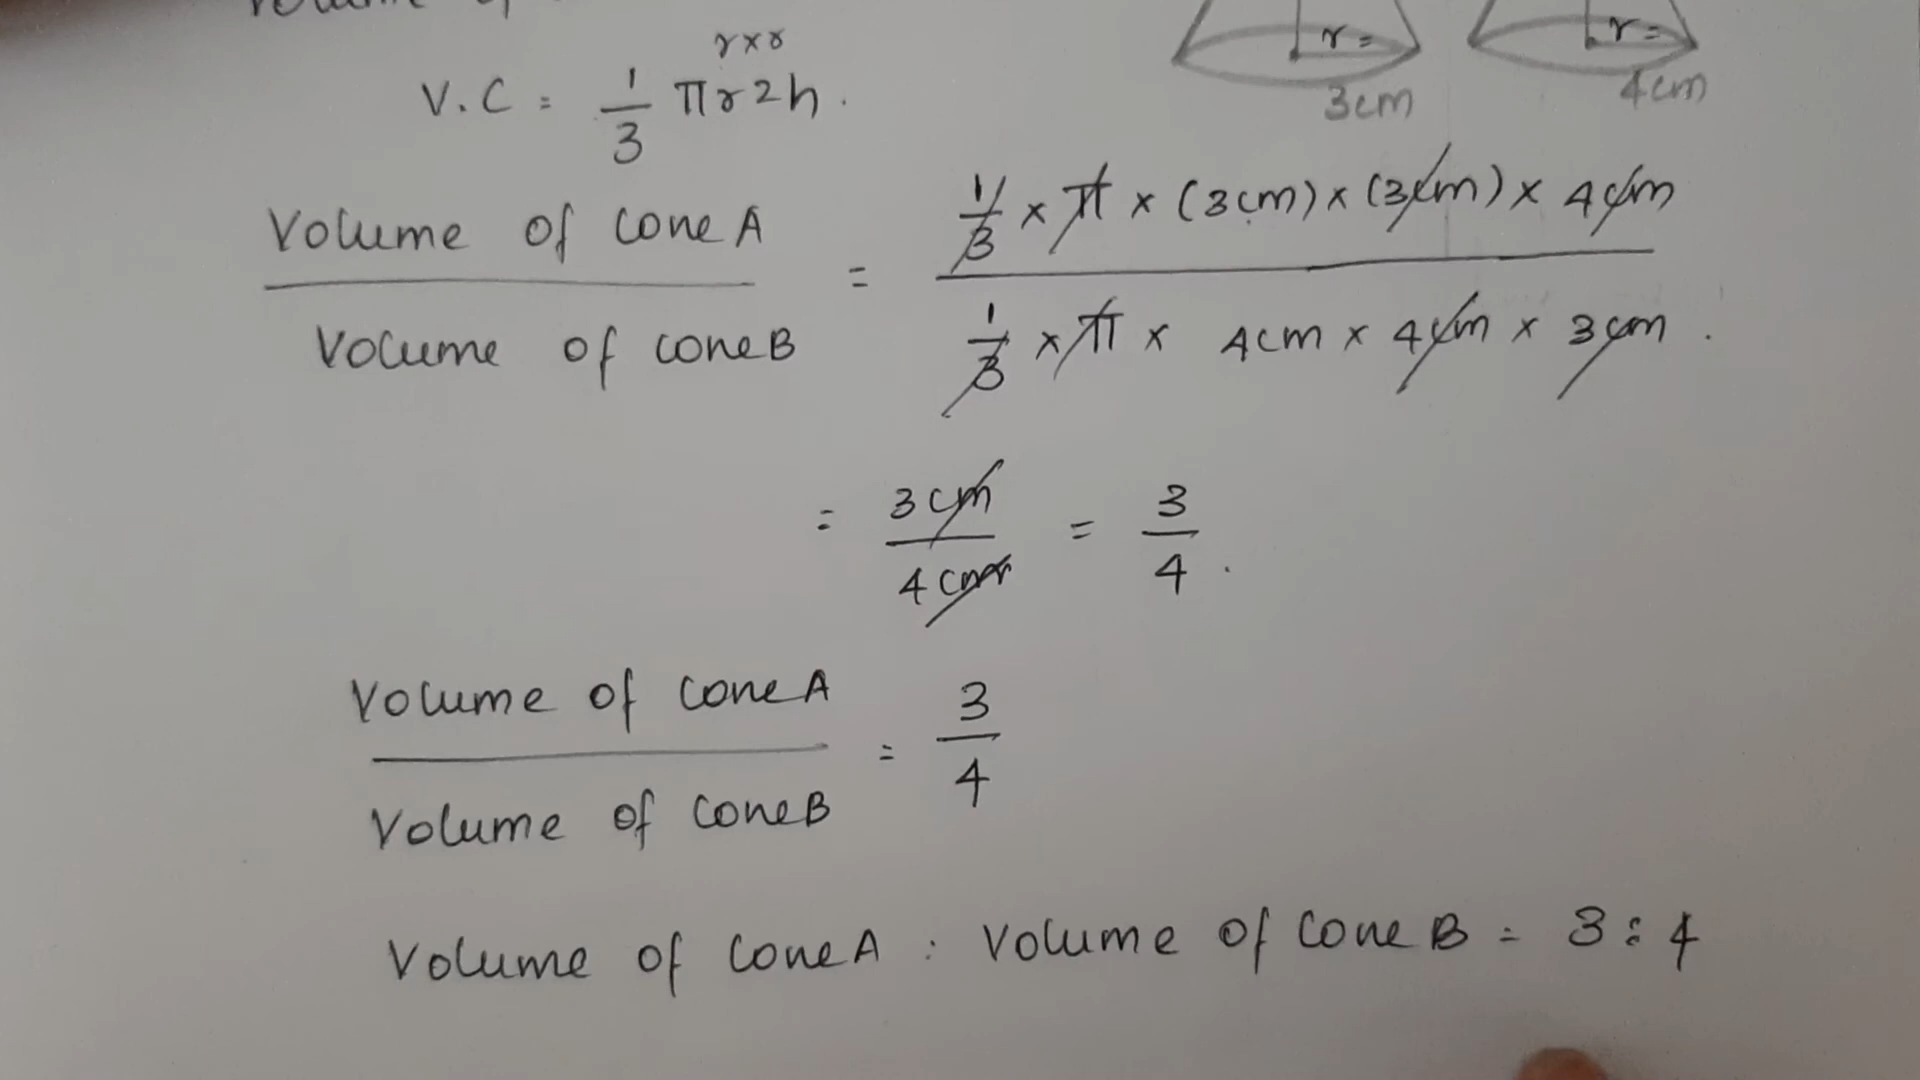 r×r
V.C = 1/3 πr2h.
r= 3cm
r= 4cm
Volume of cone A / Volume of cone B = 1/3 × π × (3cm) × (3cm) × 4cm / 1/3 × π × 4cm × 4cm × 3cm.
= 3cm / 4cm = 3/4.
Volume of cone A / Volume of cone B = 3/4
Volume of cone A : Volume of cone B = 3:4